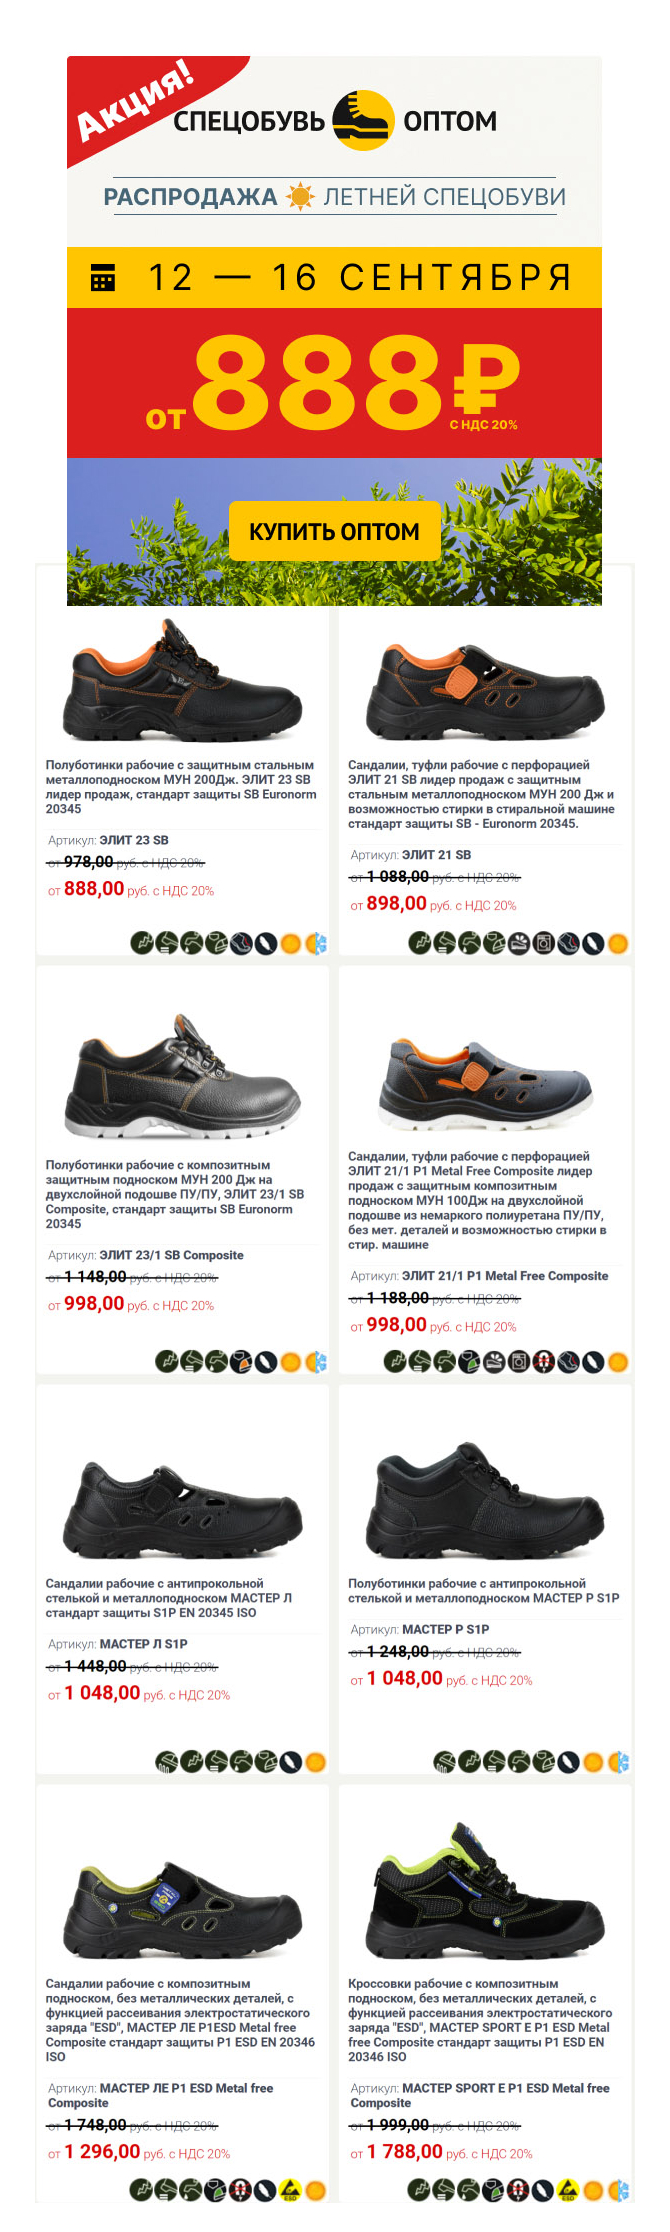 Акция!
СПЕЦОБУВЬ ОПТОМ
РАСПРОДАЖА ЛЕТНЕЙ СПЕЦОБУВИ
12 — 16 СЕНТЯБРЯ
от 888 ₽
С НДС 20%
КУПИТЬ ОПТОМ
Полуботинки рабочие с защитным стальным
металлоподноском МУН 200Дж. ЭЛИТ 23 SB
лидер продаж, стандарт защиты SB Euronorm
20345
Артикул: ЭЛИТ 23 SB
от 978,00 руб. с НДС 20%
от 888,00 руб. с НДС 20%
Сандалии, туфли рабочие с перфорацией
ЭЛИТ 21 SB лидер продаж с защитным
стальным металлоподноском МУН 200 Дж и
возможностью стирки в стиральной машине
стандарт защиты SB - Euronorm 20345.
Артикул: ЭЛИТ 21 SB
от 1 088,00 руб. с НДС 20%
от 898,00 руб. с НДС 20%
Полуботинки рабочие с композитным
защитным подноском МУН 200 Дж на
двухслойной подошве ПУ/ПУ, ЭЛИТ 23/1 SB
Composite, стандарт защиты SB Euronorm
20345
Артикул: ЭЛИТ 23/1 SB Composite
от 1 148,00 руб. с НДС 20%
от 998,00 руб. с НДС 20%
Сандалии, туфли рабочие с перфорацией
ЭЛИТ 21/1 P1 Metal Free Composite лидер
продаж с защитным композитным
подноском МУН 100Дж на двухслойной
подошве из немаркого полиуретана ПУ/ПУ,
без мет. деталей и возможностью стирки в
стир. машине
Артикул: ЭЛИТ 21/1 P1 Metal Free Composite
от 1 188,00 руб. с НДС 20%
от 998,00 руб. с НДС 20%
Сандалии рабочие с антипрокольной
стелькой и металлоподноском МАСТЕР Л
стандарт защиты S1P EN 20345 ISO
Артикул: МАСТЕР Л S1P
от 1 448,00 руб. с НДС 20%
от 1 048,00 руб. с НДС 20%
Полуботинки рабочие с антипрокольной
стелькой и металлоподноском МАСТЕР Р S1P
Артикул: МАСТЕР Р S1P
от 1 248,00 руб. с НДС 20%
от 1 048,00 руб. с НДС 20%
Сандалии рабочие с композитным
подноском, без металлических деталей, с
функцией рассеивания электростатического
заряда "ESD", МАСТЕР ЛЕ P1ESD Metal free
Composite стандарт защиты P1 ESD EN 20346
ISO
Артикул: МАСТЕР ЛЕ P1 ESD Metal free
Composite
от 1 748,00 руб. с НДС 20%
от 1 296,00 руб. с НДС 20%
ESD
Кроссовки рабочие с композитным
подноском, без металлических деталей, с
функцией рассеивания электростатического
заряда "ESD", МАСТЕР SPORT E P1 ESD Metal
free Composite стандарт защиты P1 ESD EN
20346 ISO
Артикул: МАСТЕР SPORT E P1 ESD Metal free
Composite
от 1 999,00 руб. с НДС 20%
от 1 788,00 руб. с НДС 20%
ESD